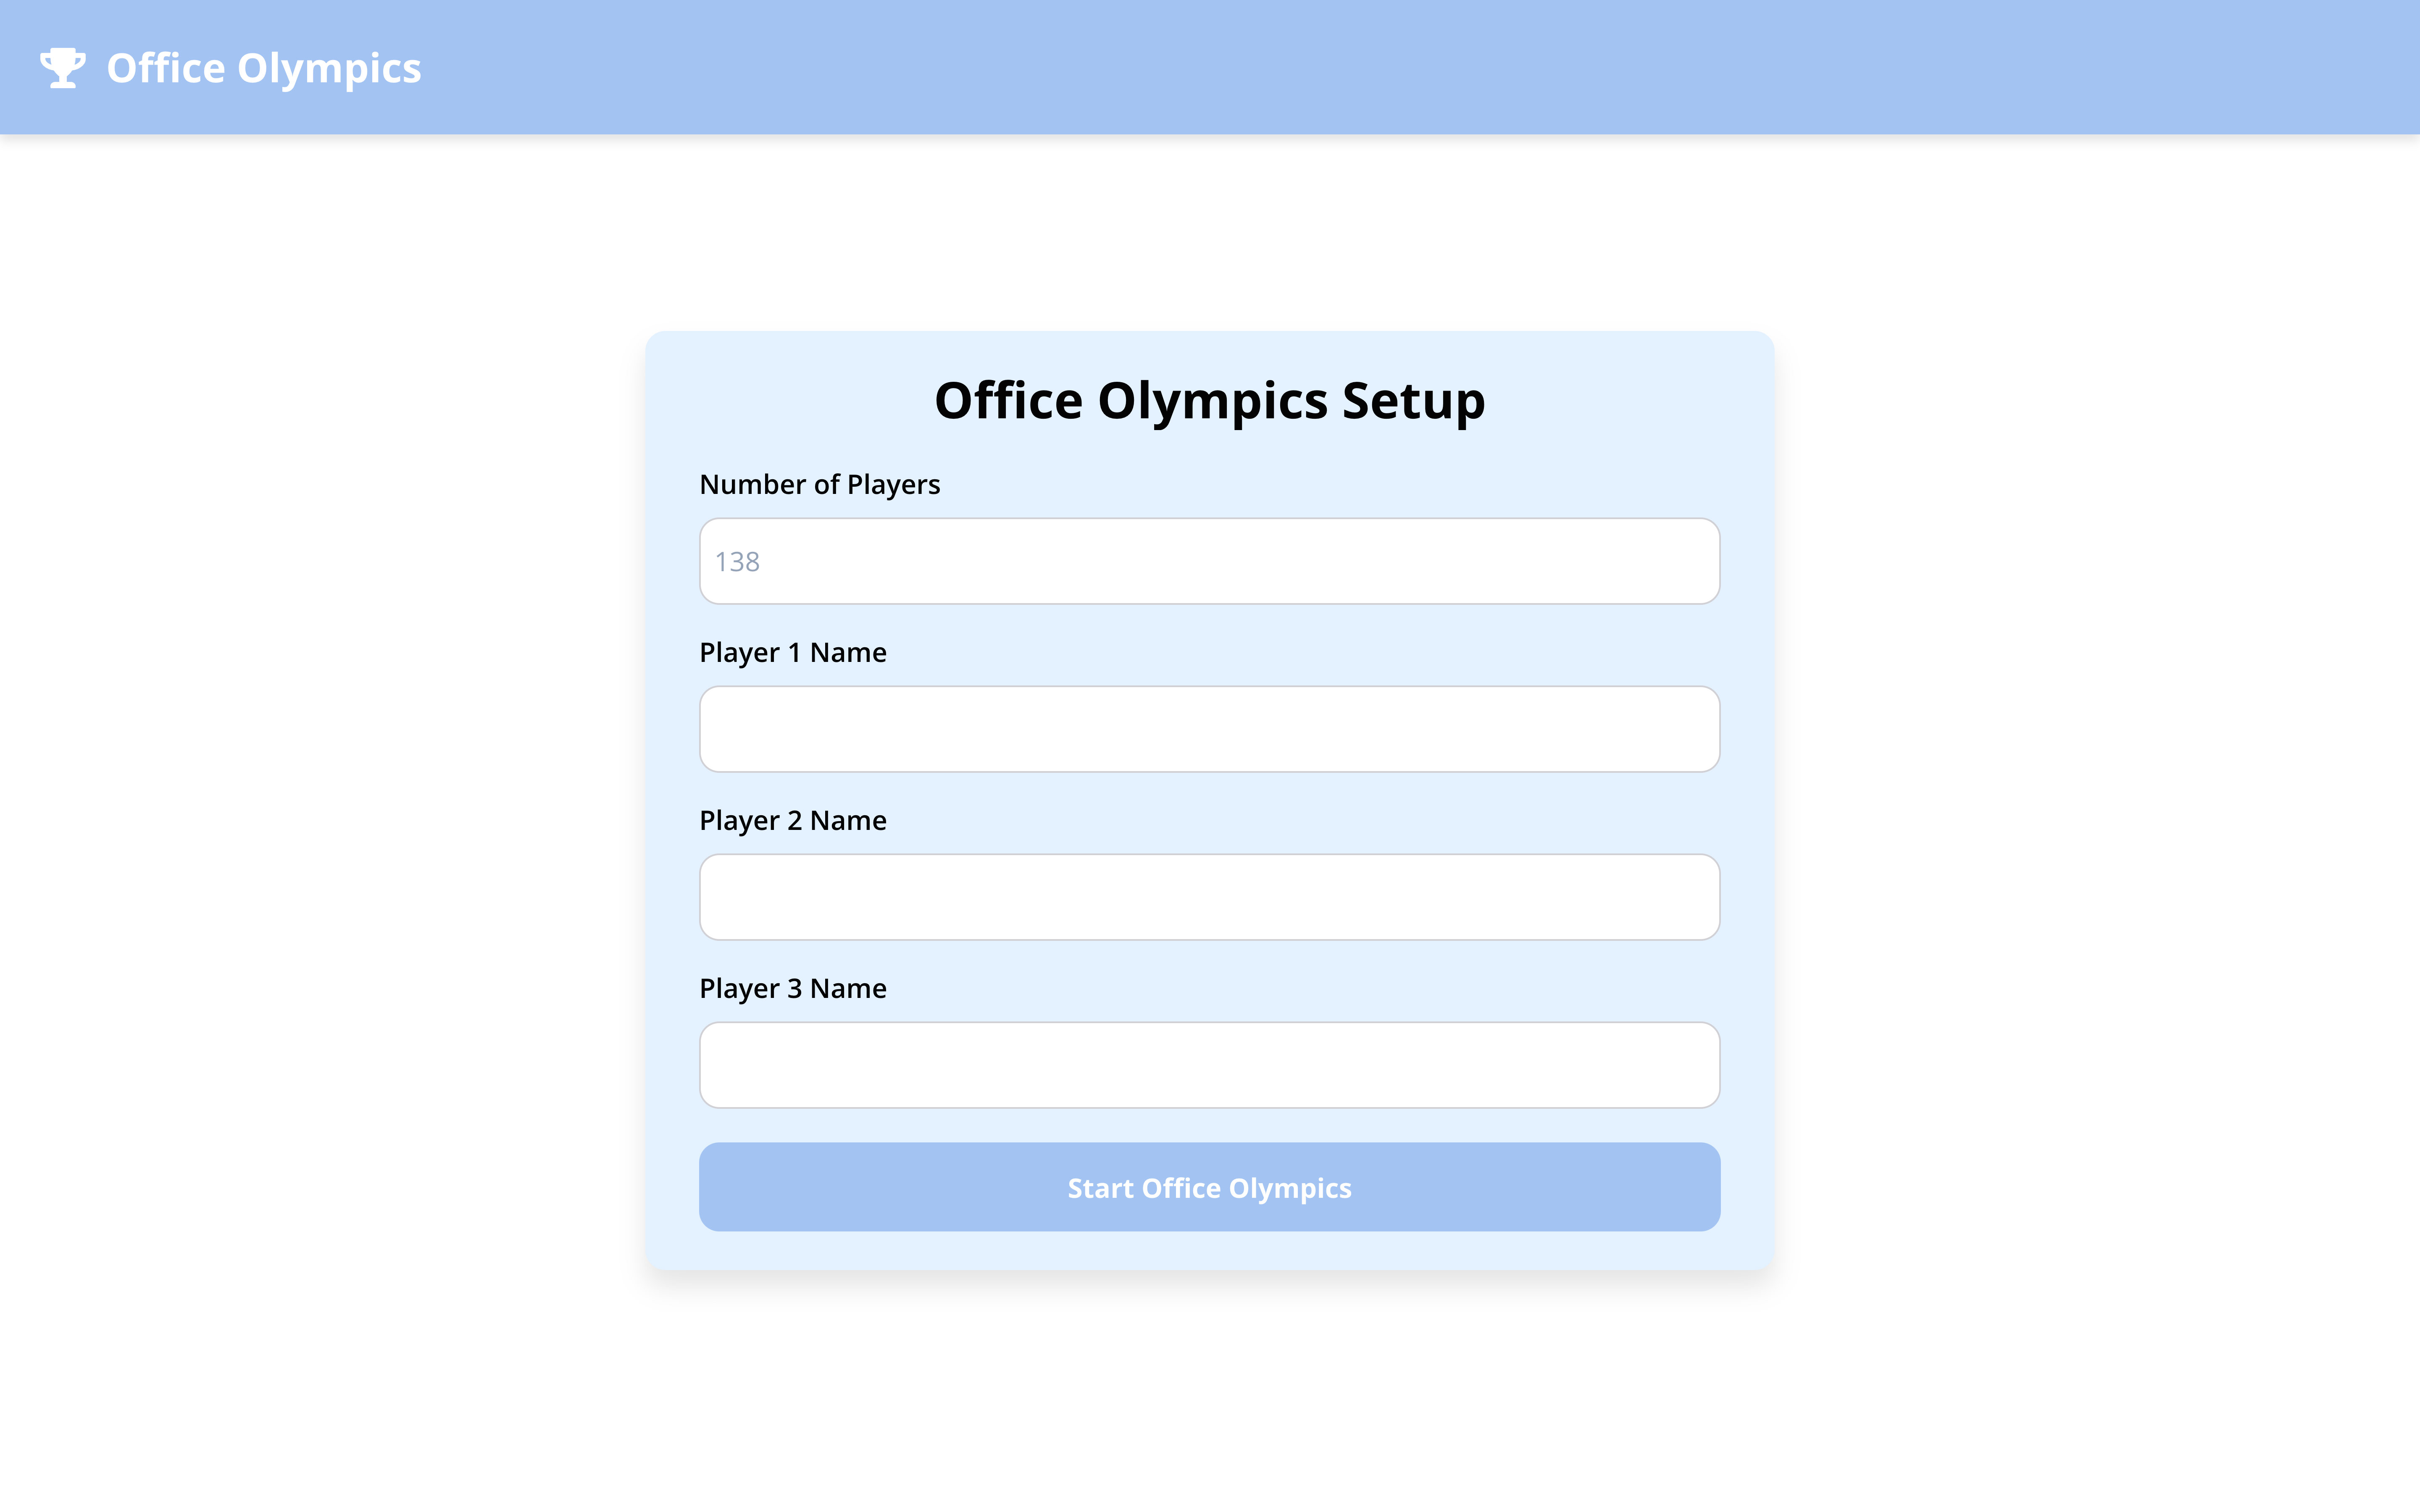 Office Olympics
Office Olympics Setup
Number of Players
138
Player 1 Name
Player 2 Name
Player 3 Name
Start Office Olympics